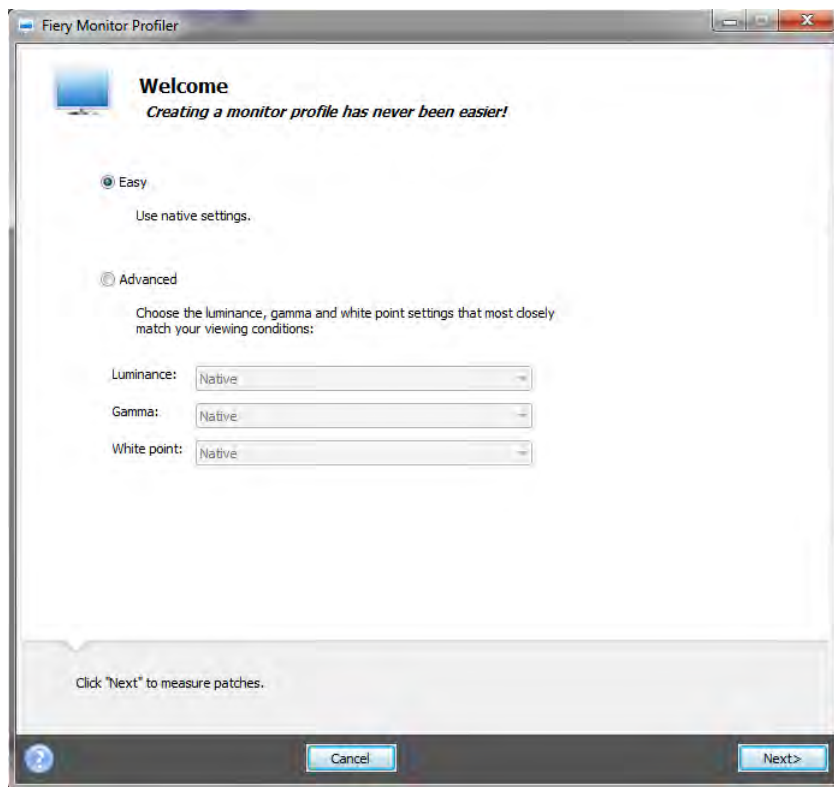 Fiery Monitor Profiler
Welcome
Creating a monitor profile has never been easier!
Easy
Use native settings.
Advanced
Choose the luminance, gamma and white point settings that most closely
match your viewing conditions:
Luminance: Native
Gamma: Native
White point: Native
Click "Next" to measure patches.
? Cancel Next>